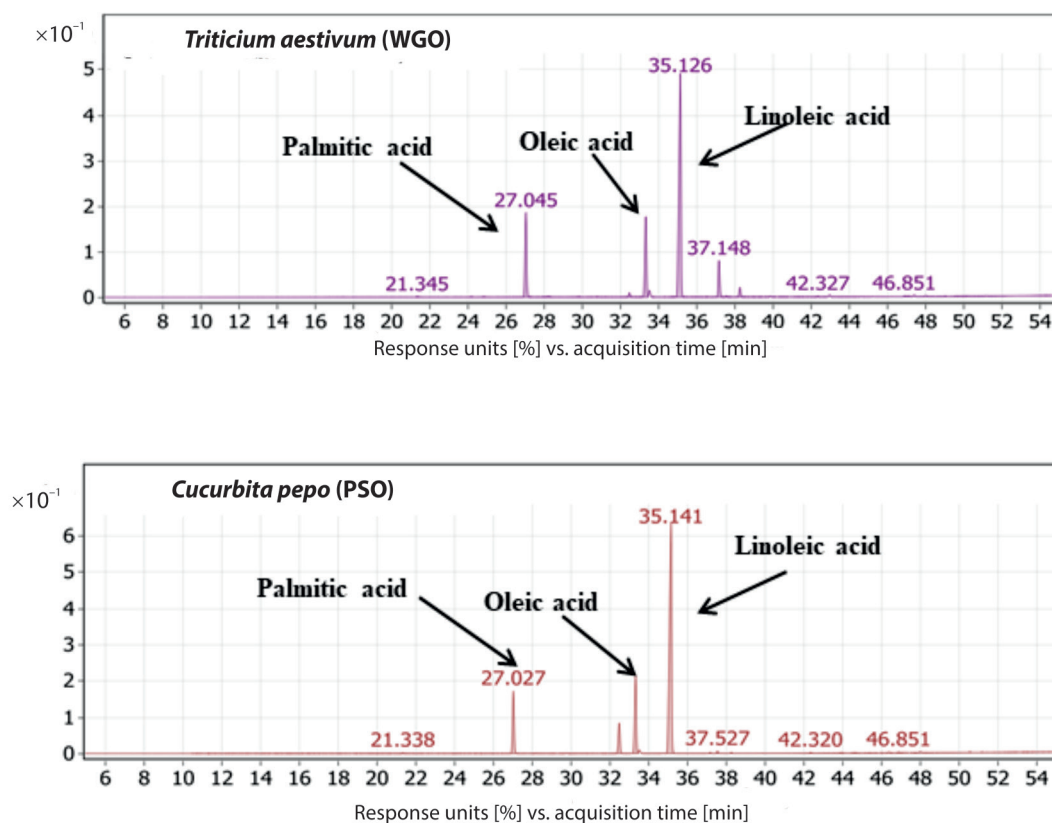 ×10⁻¹
Triticium aestivum (WGO)
5
4
3
2
1
0
35.126
Linoleic acid
Oleic acid
Palmitic acid
27.045
37.148
21.345
42.327
46.851
6 8 10 12 14 16 18 20 22 24 26 28 30 32 34 36 38 40 42 44 46 48 50 52 54
Response units [%] vs. acquisition time [min]
×10⁻¹
Cucurbita pepo (PSO)
6
5
4
3
2
1
0
35.141
Linoleic acid
Palmitic acid
Oleic acid
27.027
21.338
37.527
42.320
46.851
6 8 10 12 14 16 18 20 22 24 26 28 30 32 34 36 38 40 42 44 46 48 50 52 54
Response units [%] vs. acquisition time [min]